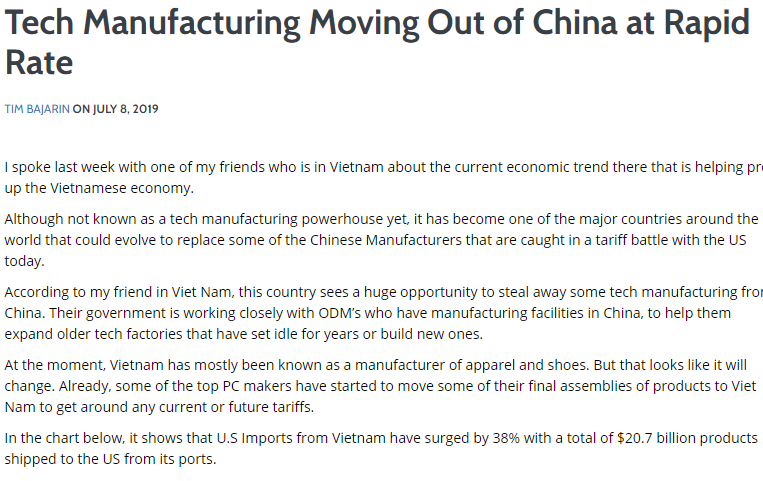 Tech Manufacturing Moving Out of China at Rapid
Rate
TIM BAJARIN ON JULY 8, 2019
I spoke last week with one of my friends who is in Vietnam about the current economic trend there that is helping
up the Vietnamese economy.
Although not known as a tech manufacturing powerhouse yet, it has become one of the major countries around the
world that could evolve to replace some of the Chinese Manufacturers that are caught in a tariff battle with the US
today.
According to my friend in Viet Nam, this country sees a huge opportunity to steal away some tech manufacturing from
China. Their government is working closely with ODM’s who have manufacturing facilities in China, to help them
expand older tech factories that have set idle for years or build new ones.
At the moment, Vietnam has mostly been known as a manufacturer of apparel and shoes. But that looks like it will
change. Already, some of the top PC makers have started to move some of their final assemblies of products to Viet
Nam to get around any current or future tariffs.
In the chart below, it shows that U.S Imports from Vietnam have surged by 38% with a total of $20.7 billion products
shipped to the US from its ports.